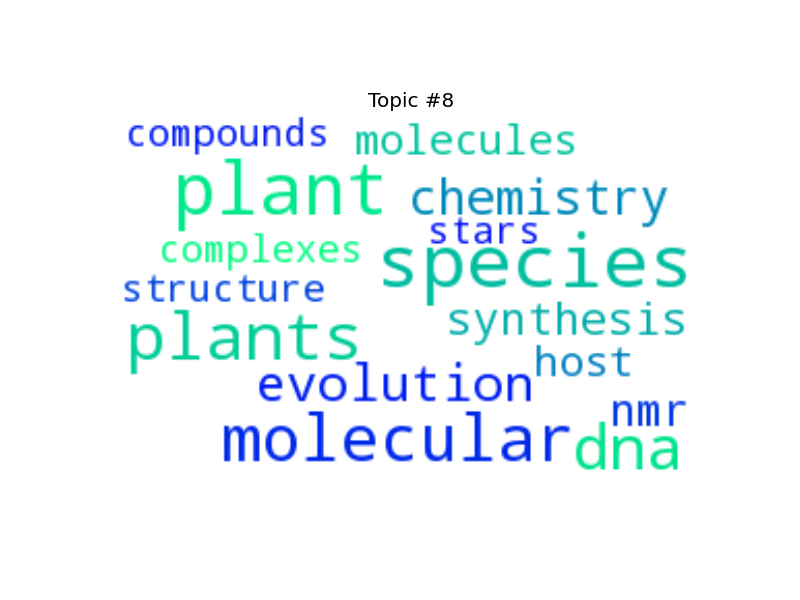 Topic #8
compounds molecules
plant chemistry
stars
complexes species
structure
synthesis
plants
host
evolution
nmr
molecular dna